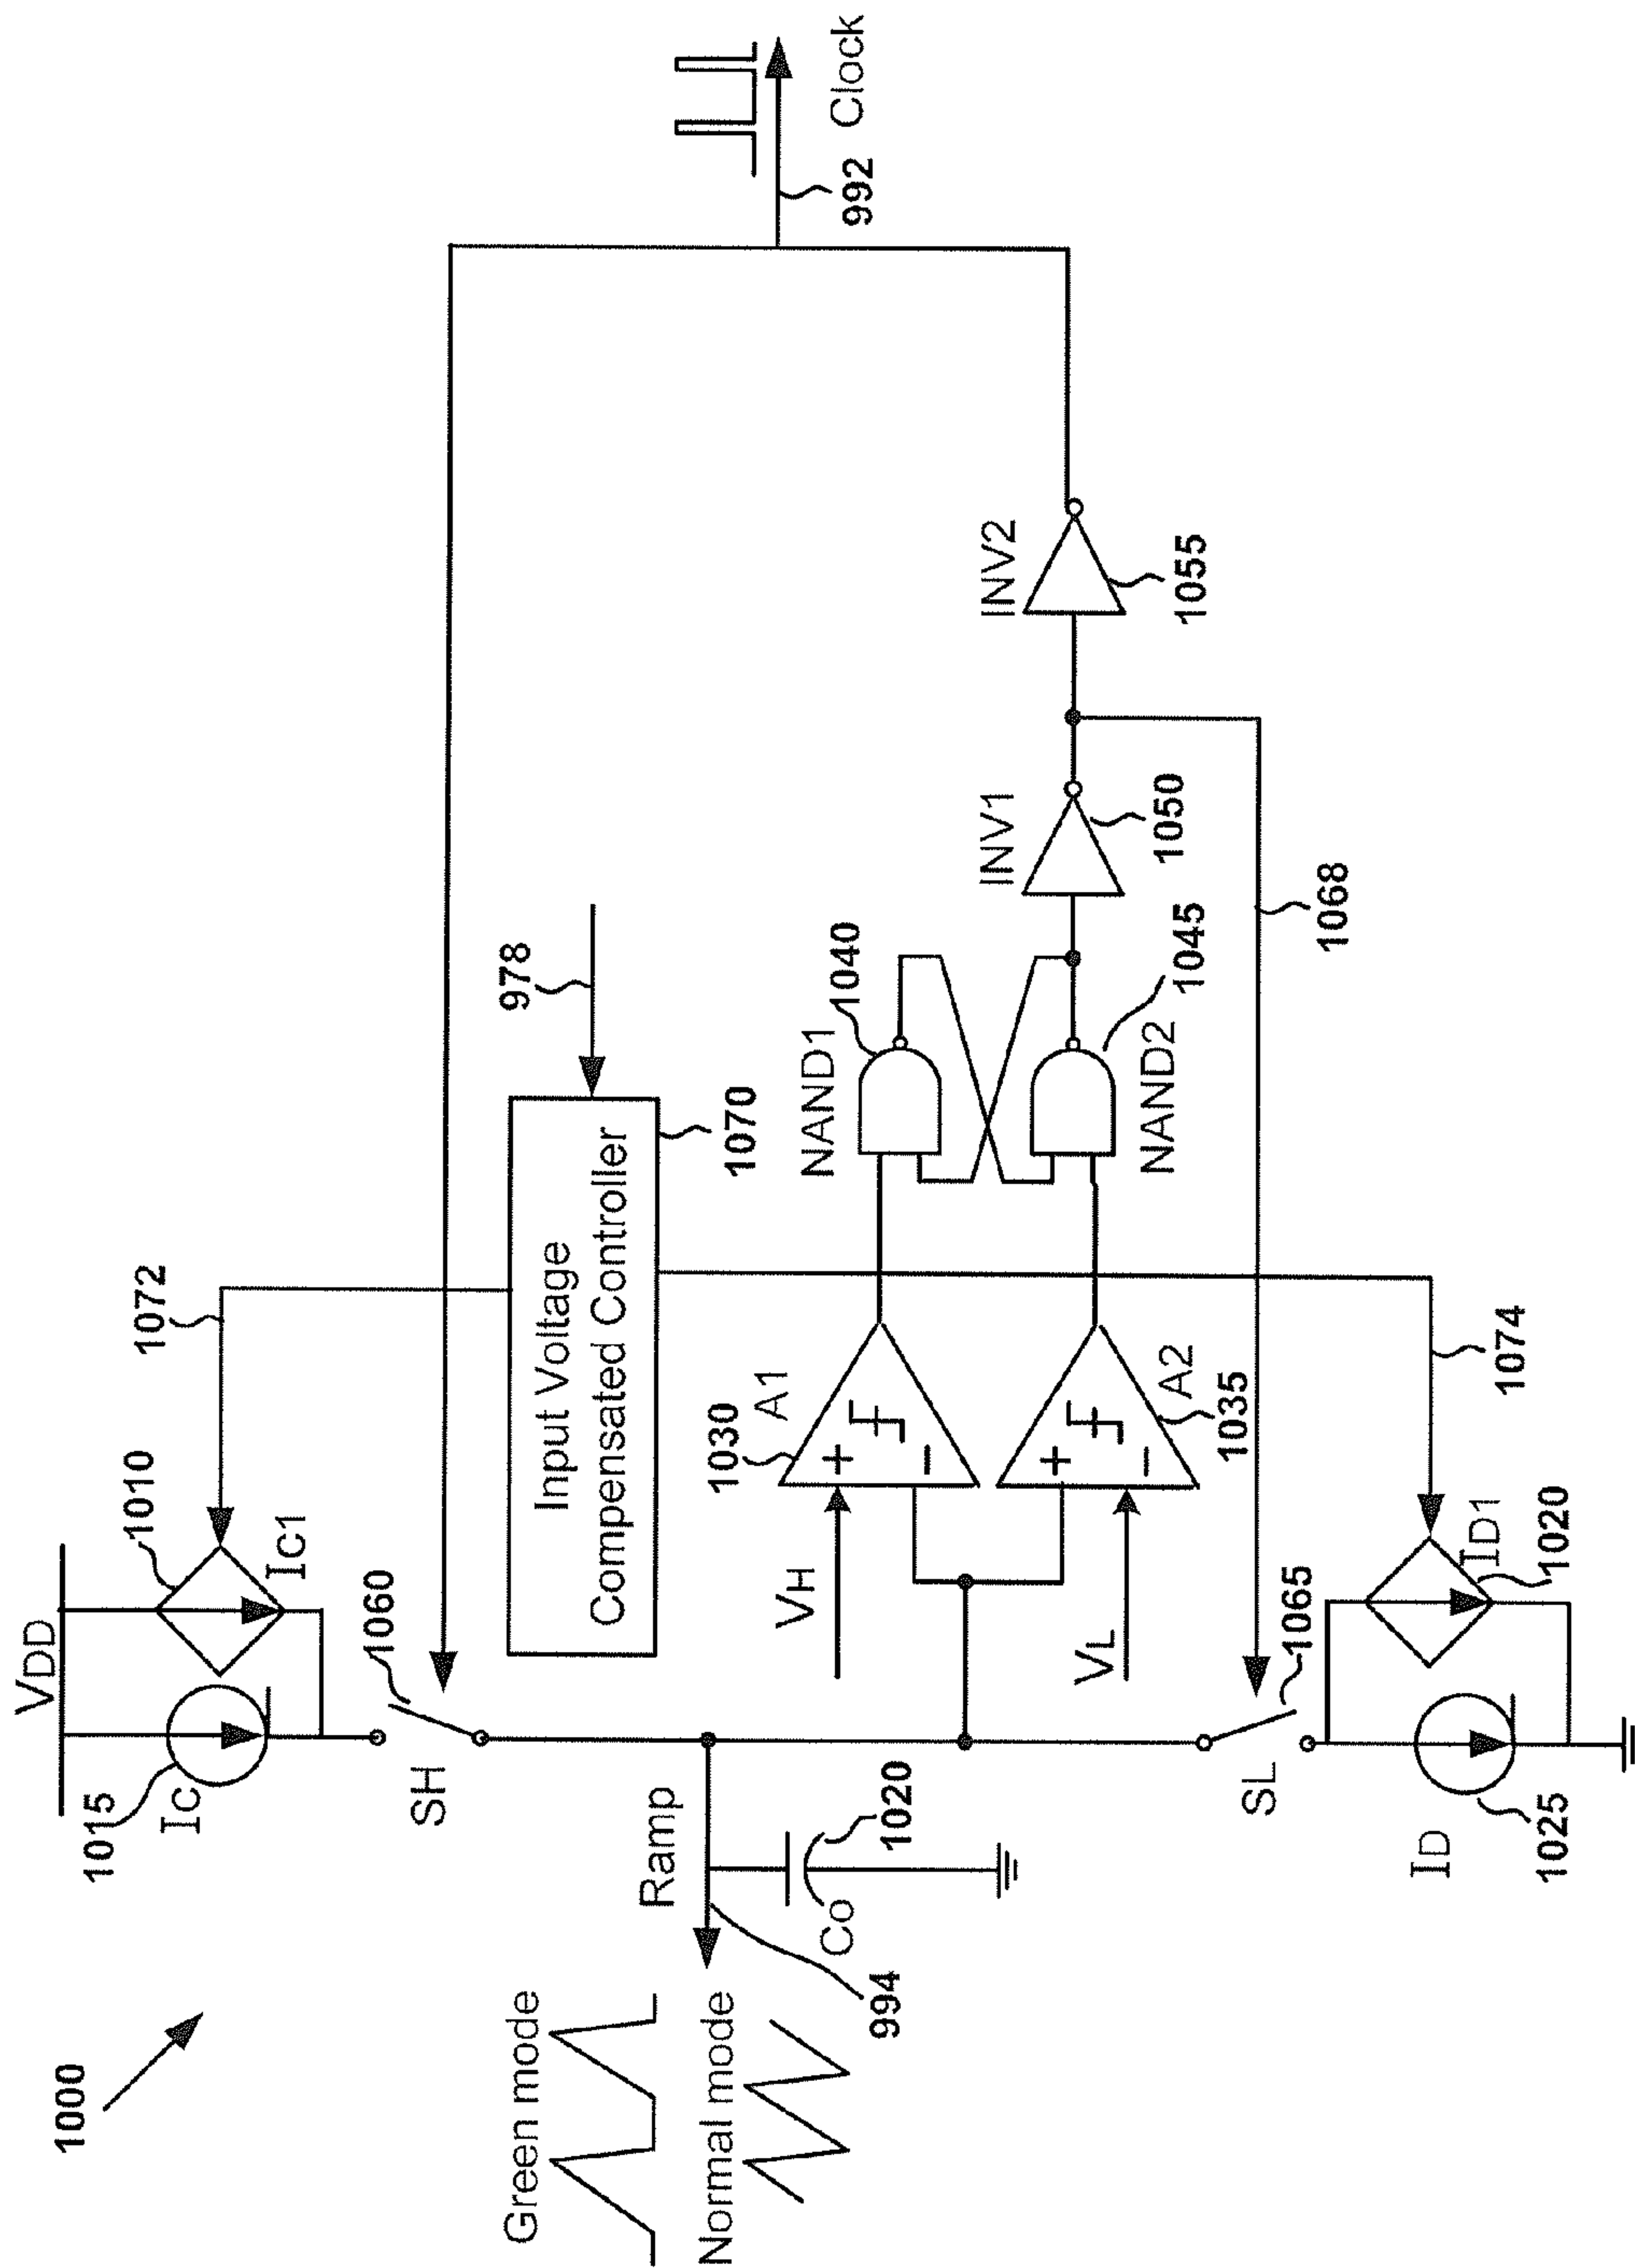 1000
Green mode
Normal mode
994
Ramp
Co
1020
VDD
1015
Ic
1010
Ic1
1072
SH
1060
Input Voltage
Compensated Controller
1070
978
VH
VL
1030
A1
+
-
A2
1035
+
-
NAND1
1040
NAND2
1045
INV1
1050
INV2
1055
1068
992
Clock
SL
1065
ID
1025
ID1
1020
1074